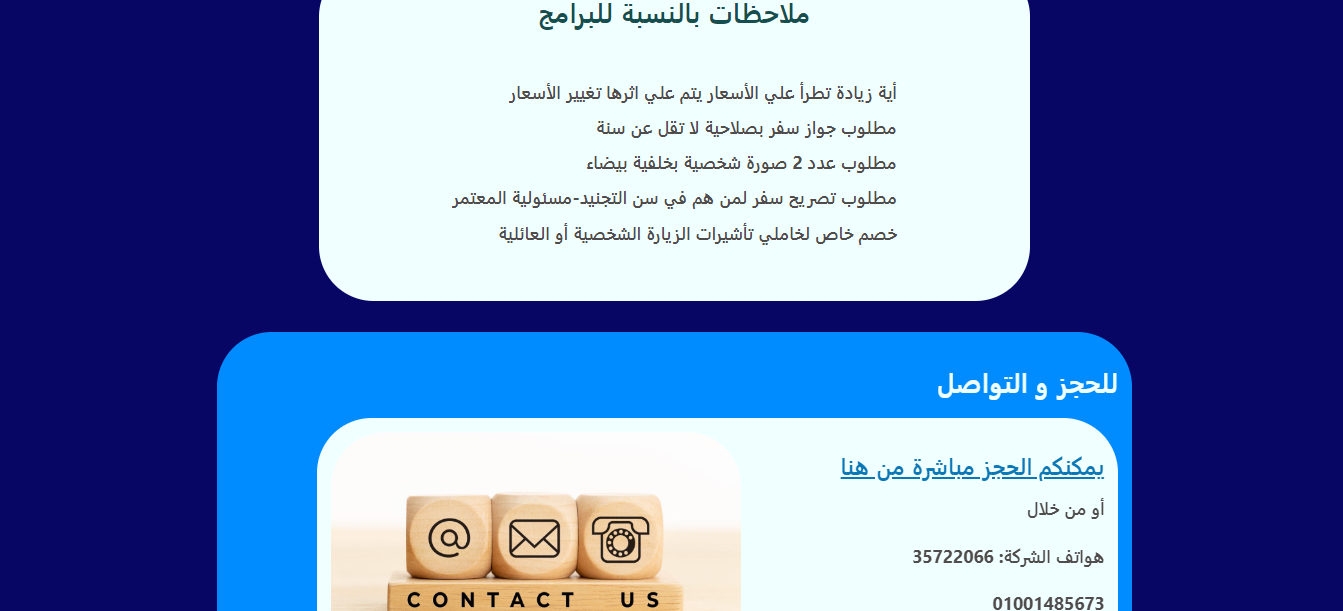 ملاحظات بالنسبة للبرامج
أية زيادة تطرأ علي الأسعار يتم علي اثرها تغيير الأسعار
مطلوب جواز سفر بصلاحية لا تقل عن سنة
مطلوب عدد 2 صورة شخصية بخلفية بيضاء
مطلوب تصريح سفر لمن هم في سن التجنيد-مسئولية المعتمر
خصم خاص لخاملي تأشيرات الزيارة الشخصية أو العائلية
للحجز و التواصل
يمكنكم الحجز مباشرة من هنا
أو من خلال
هواتف الشركة: 35722066
01001485673
@
CONTACT US